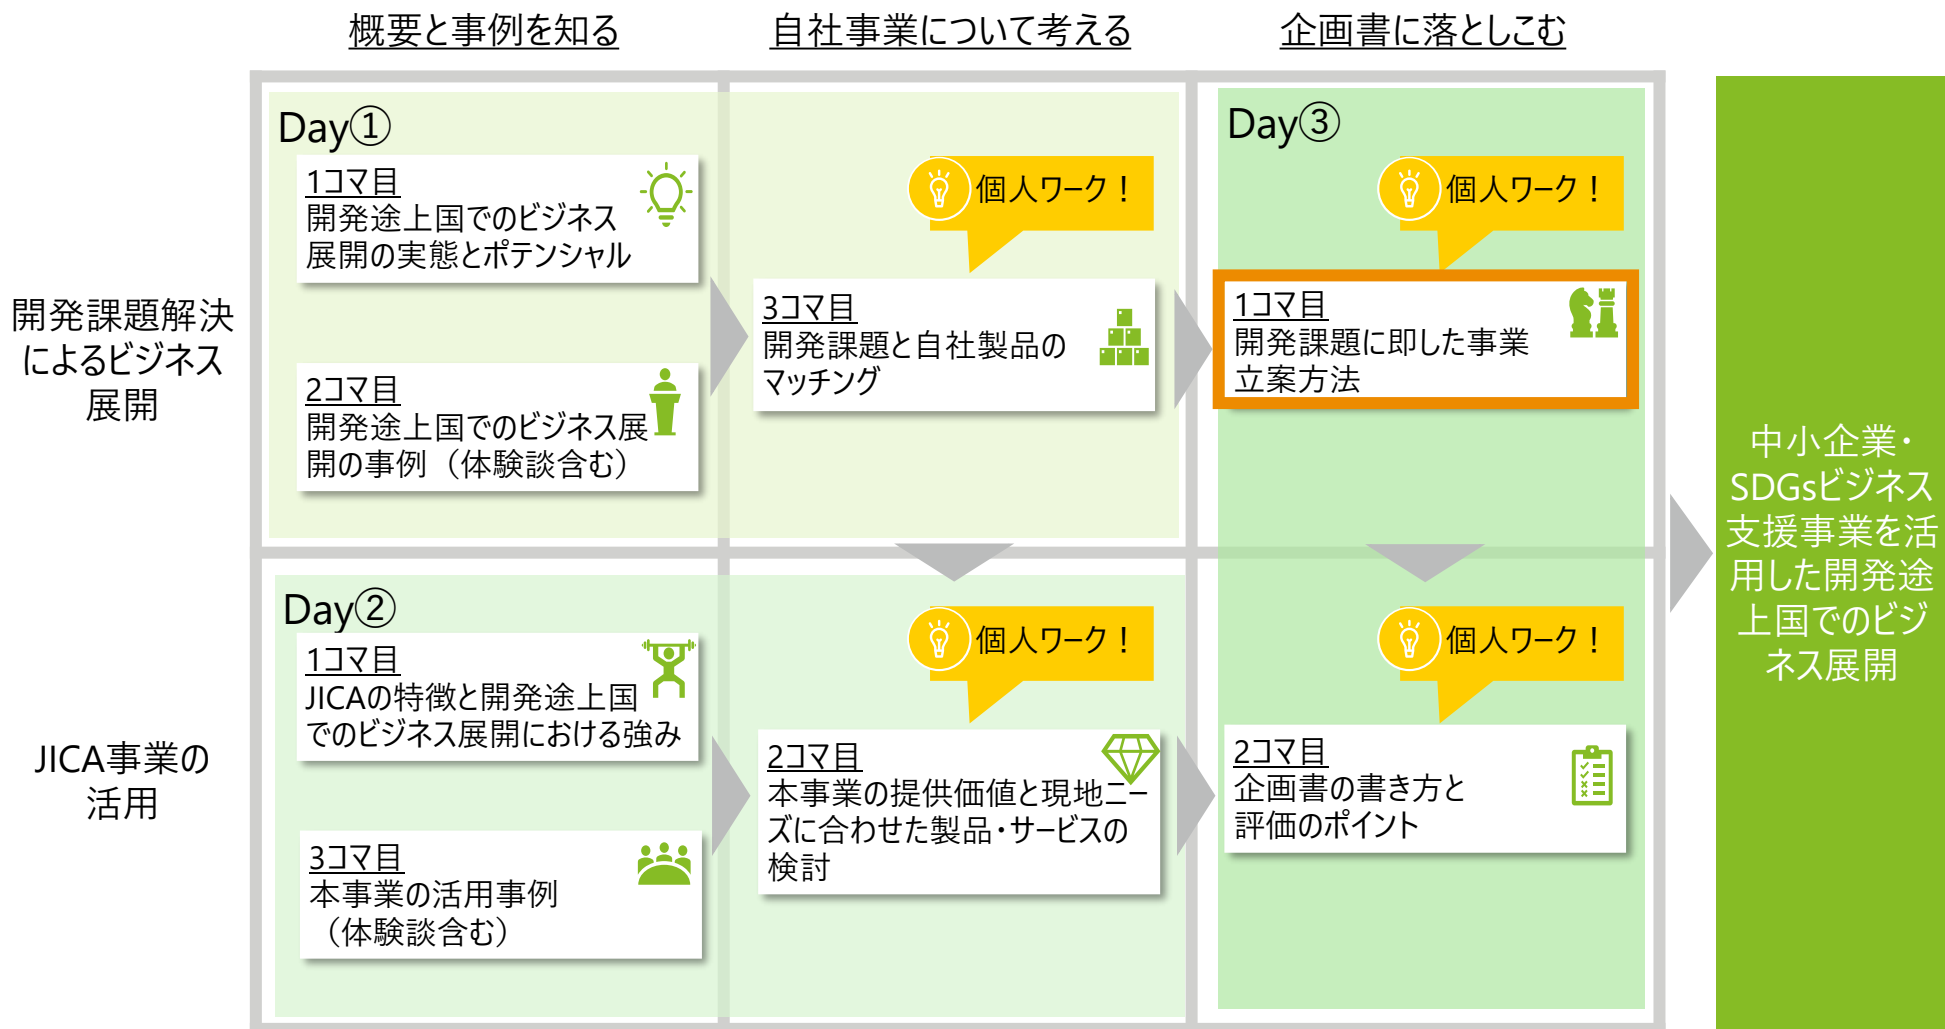 概要と事例を知る
自社事業について考える
企画書に落としこむ
開発課題解決
によるビジネス
展開
Day①
1コマ目
開発途上国でのビジネス
展開の実態とポテンシャル
2コマ目
開発途上国でのビジネス展
開の事例（体験談含む）
個人ワーク！
3コマ目
開発課題と自社製品の
マッチング
Day③
個人ワーク！
1コマ目
開発課題に即した事業
立案方法
JICA事業の
活用
Day②
1コマ目
JICAの特徴と開発途上国
でのビジネス展開における強み
3コマ目
本事業の活用事例
（体験談含む）
個人ワーク！
2コマ目
本事業の提供価値と現地ニー
ズに合わせた製品・サービスの
検討
個人ワーク！
2コマ目
企画書の書き方と
評価のポイント
中小企業・
SDGsビジネス
支援事業を活
用した開発途
上国でのビジ
ネス展開